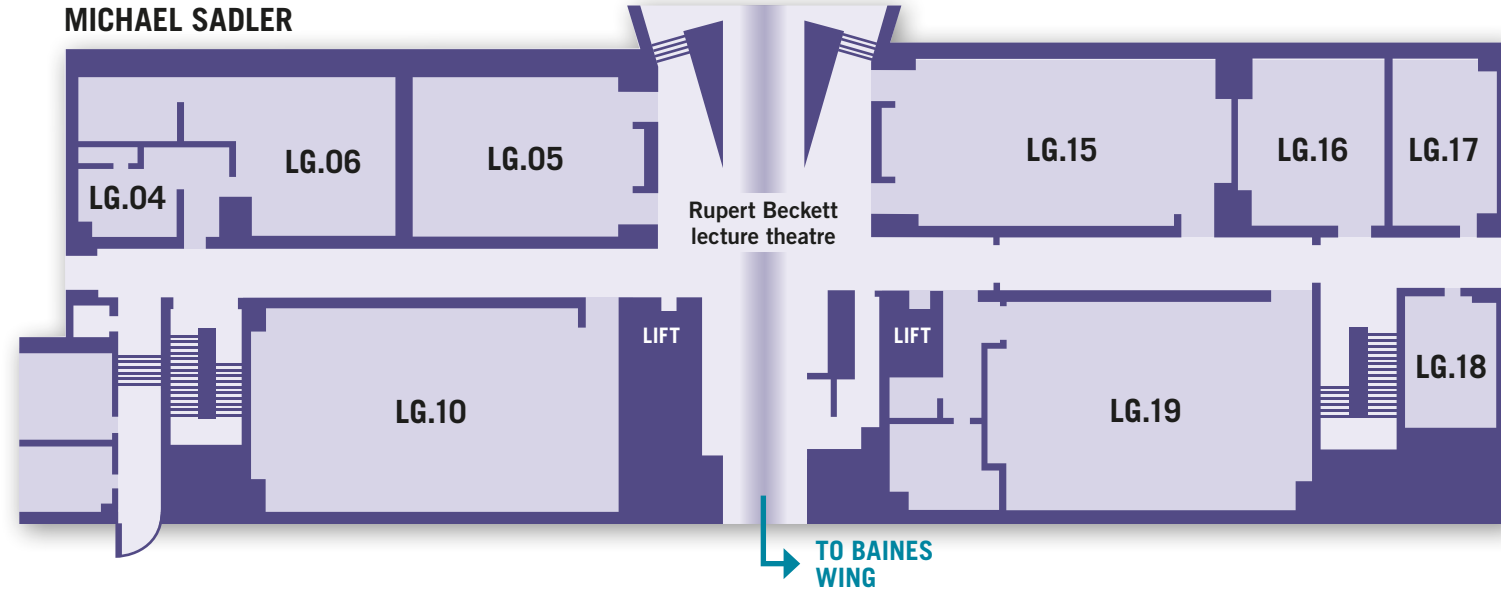 MICHAEL SADLER
LG.06
LG.05
LG.04
LG.15
LG.16
LG.17
Rupert Beckett
lecture theatre
LIFT
LIFT
LG.10
LG.19
LG.18
TO BAINES
WING